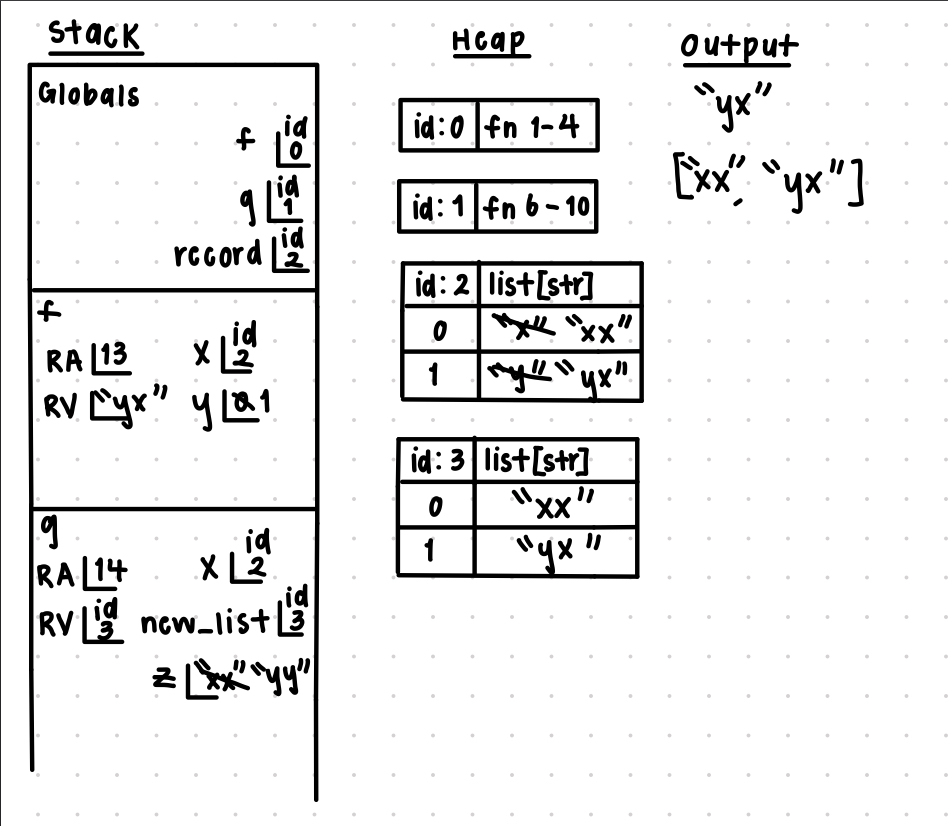 Stack
Globals
f id 0
g id 1
record id 2
f
RA 13 x id 2
RV "yx" y 0 1
g
RA 14 x id 2
RV id 3 new_list id 3
z "xx" "yy"
Heap
id:0 fn 1-4
id:1 fn 6-10
id:2 list[str]
0 "x" "xx"
1 "y" "yx"
id:3 list[str]
0 "xx"
1 "yx"
Output
"yx"
["xx", "yx"]